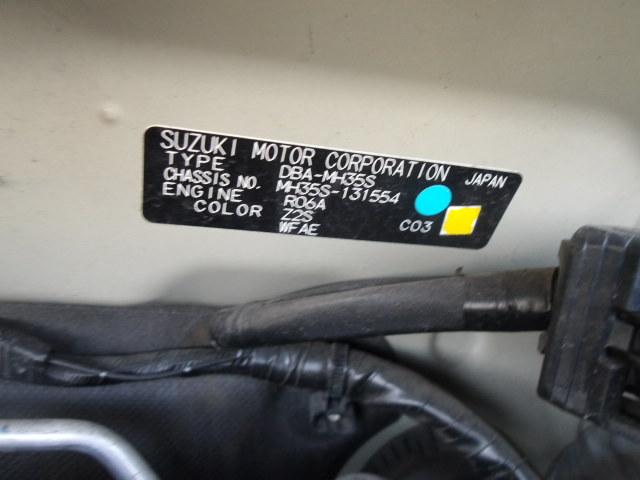 SUZUKI MOTOR CORPORATION JAPAN
TYPE DBA-MH35S
CHASSIS NO. MH35S-131554
ENGINE R06A
COLOR Z2S C03
WFAE